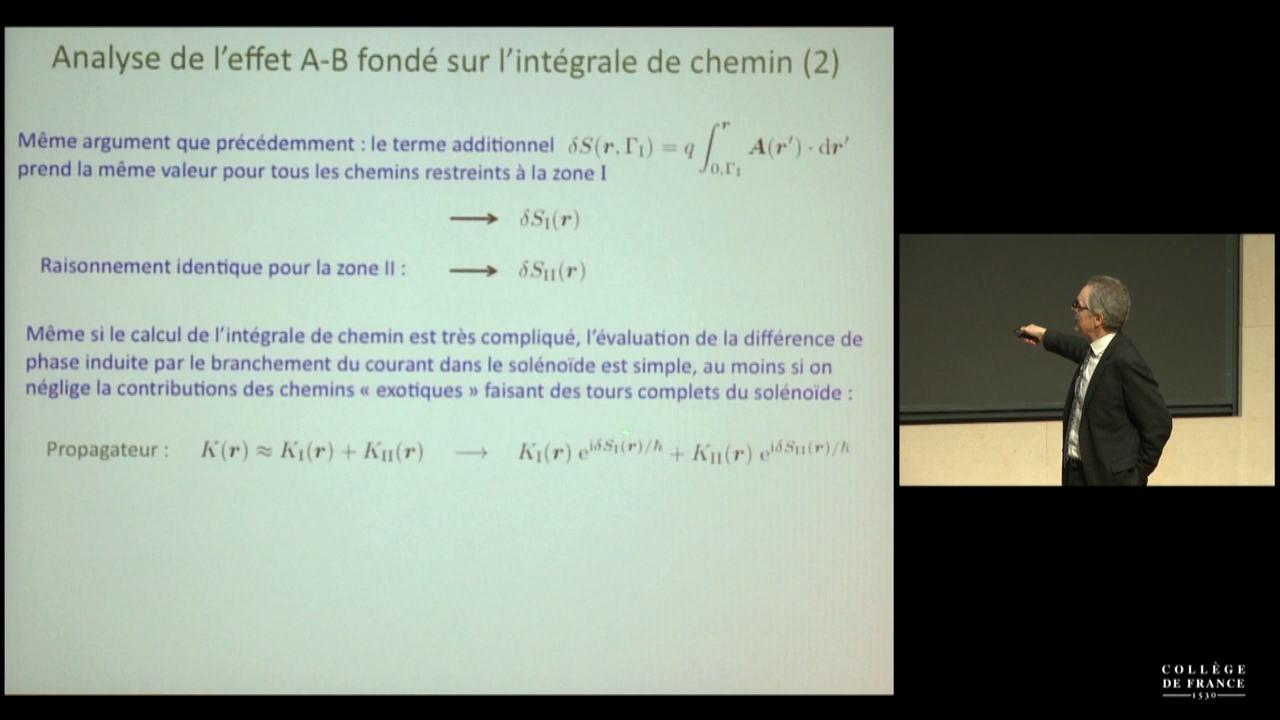 Analyse de l'effet A-B fondé sur l'intégrale de chemin (2)
Même argument que précédemment : le terme additionnel δS(r, Γ_I) = q ∫_{0,Γ_I}^{r} A(r′) · dr′
prend la même valeur pour tous les chemins restreints à la zone I
⟶ δS_I(r)
Raisonnement identique pour la zone II : ⟶ δS_II(r)
Même si le calcul de l'intégrale de chemin est très compliqué, l'évaluation de la différence de
phase induite par le branchement du courant dans le solénoïde est simple, au moins si on
néglige la contributions des chemins « exotiques » faisant des tours complets du solénoïde :
Propagateur : K(r) ≈ K_I(r) + K_II(r) ⟶ K_I(r) e^{iδS_I(r)/ħ} + K_II(r) e^{iδS_II(r)/ħ}
COLLÈGE
DE FRANCE
1530